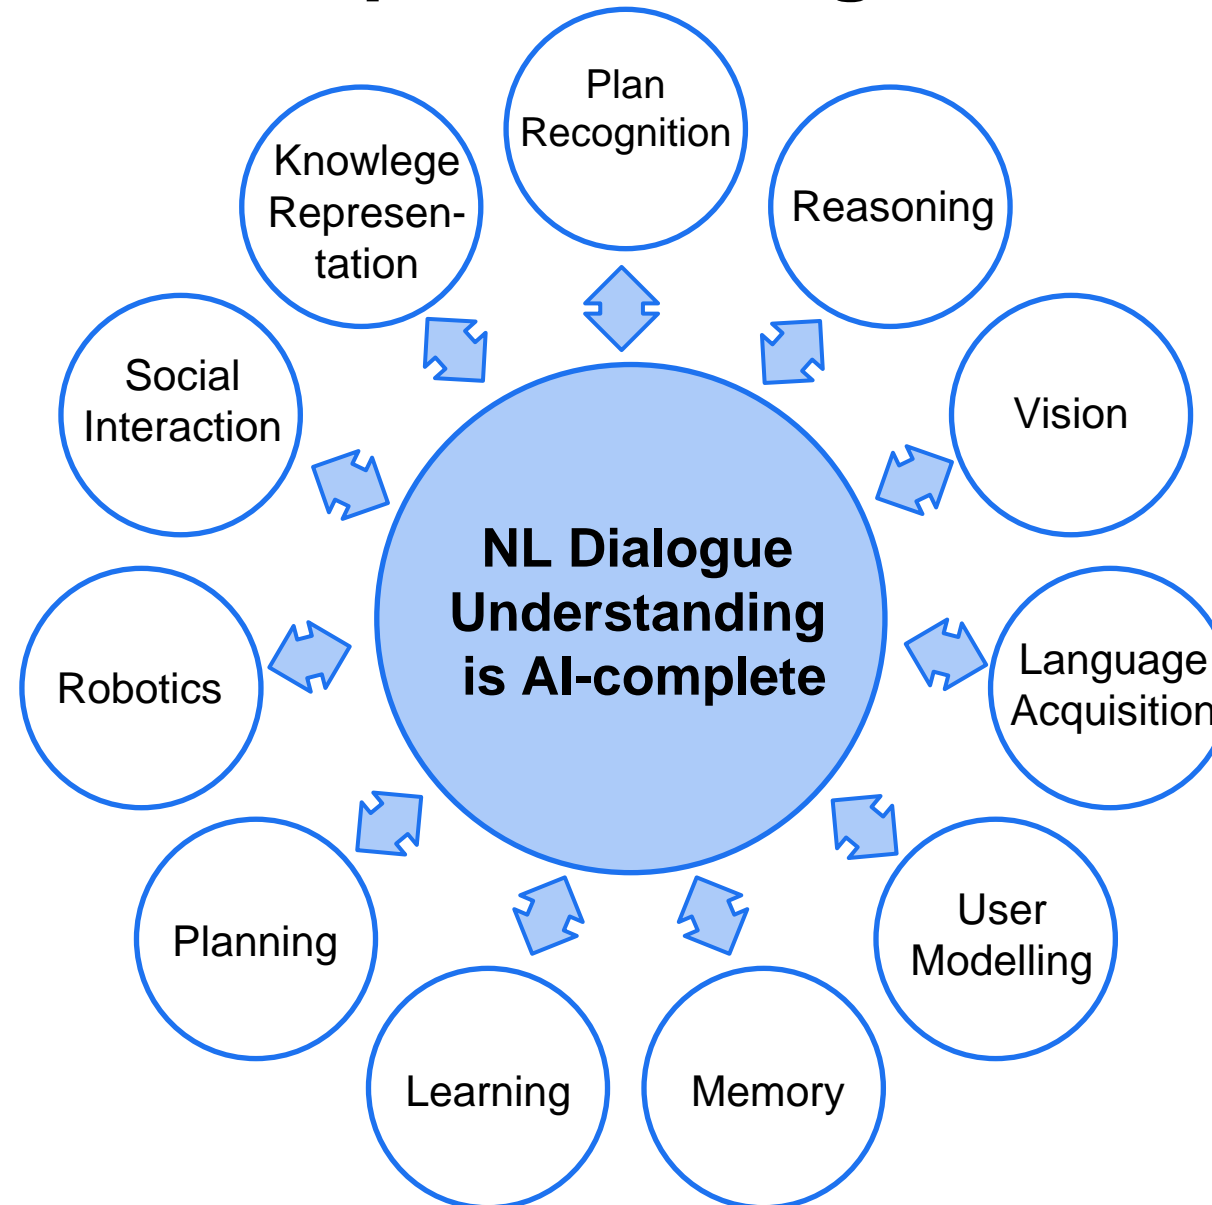 Plan
Recognition
Reasoning
Vision
Language
Acquisition
User
Modelling
Memory
Learning
Planning
Robotics
Social
Interaction
Knowlege
Represen-
tation
NL Dialogue
Understanding
is AI-complete